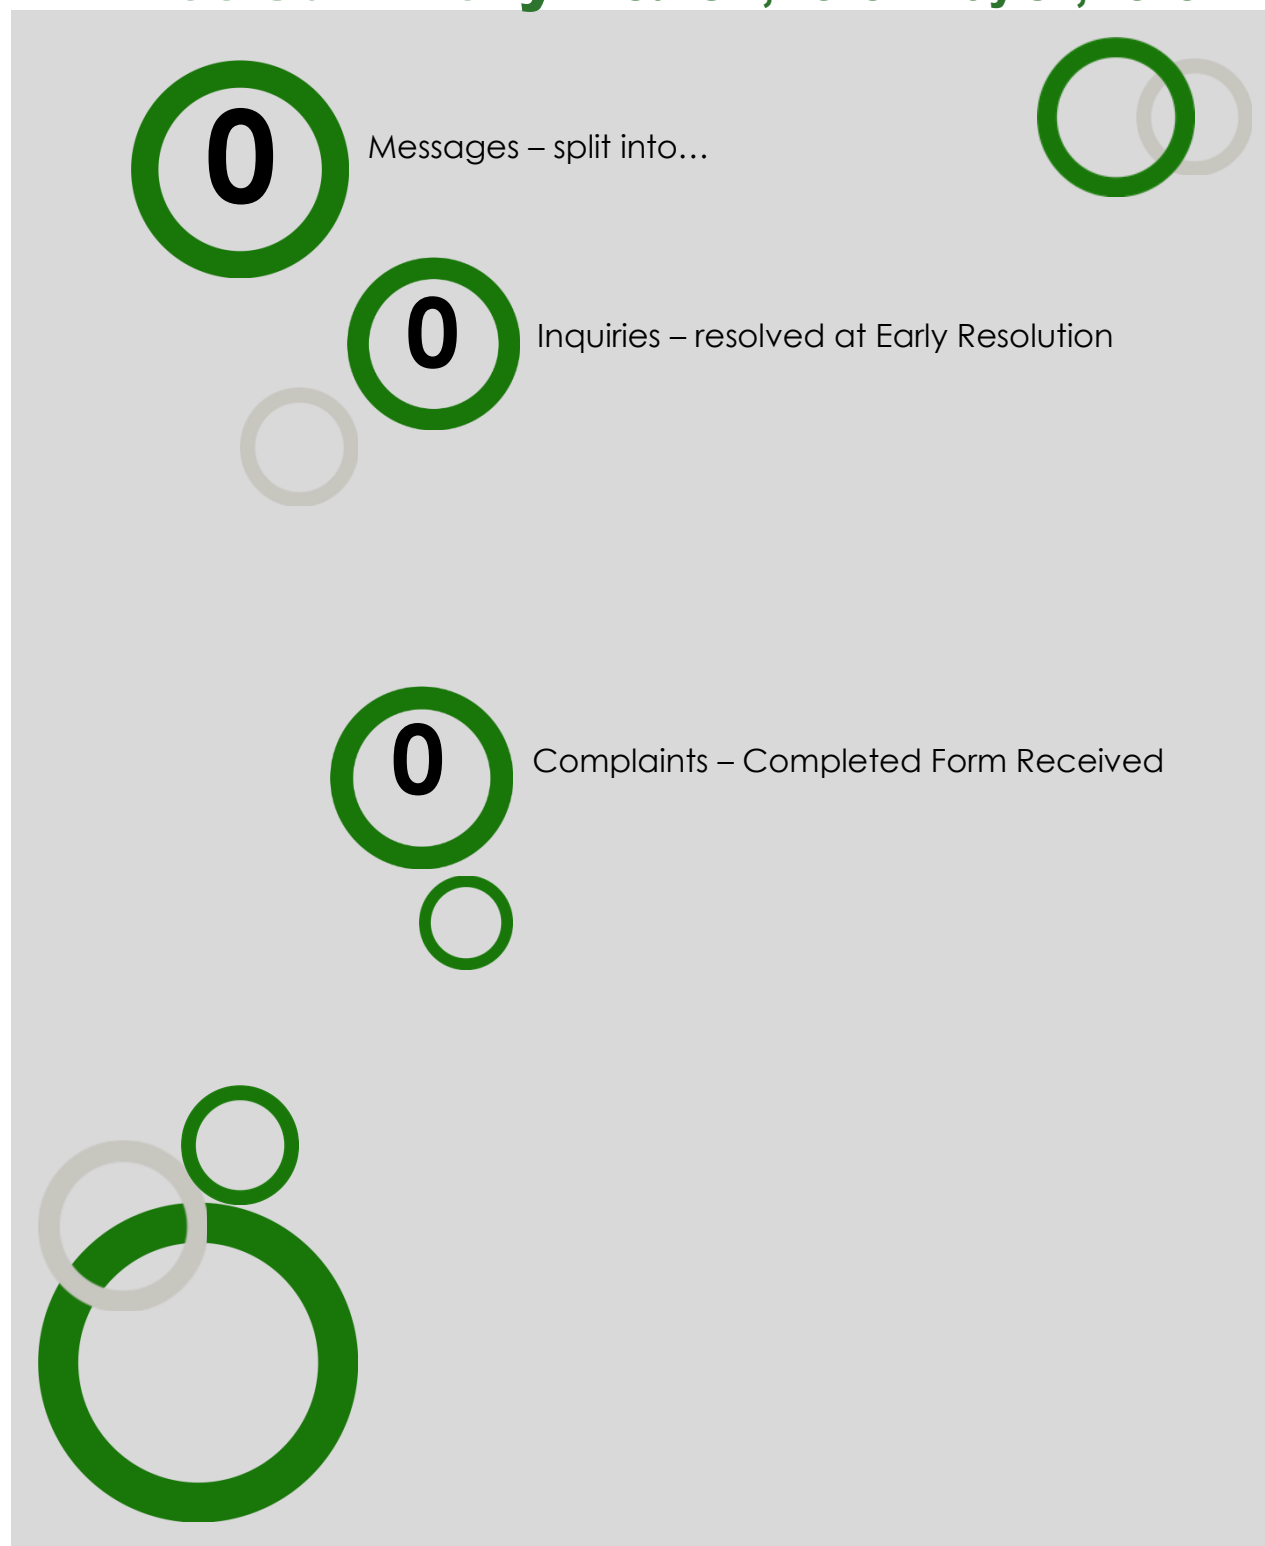 0
Messages – split into…
0
Inquiries – resolved at Early Resolution
0
Complaints – Completed Form Received